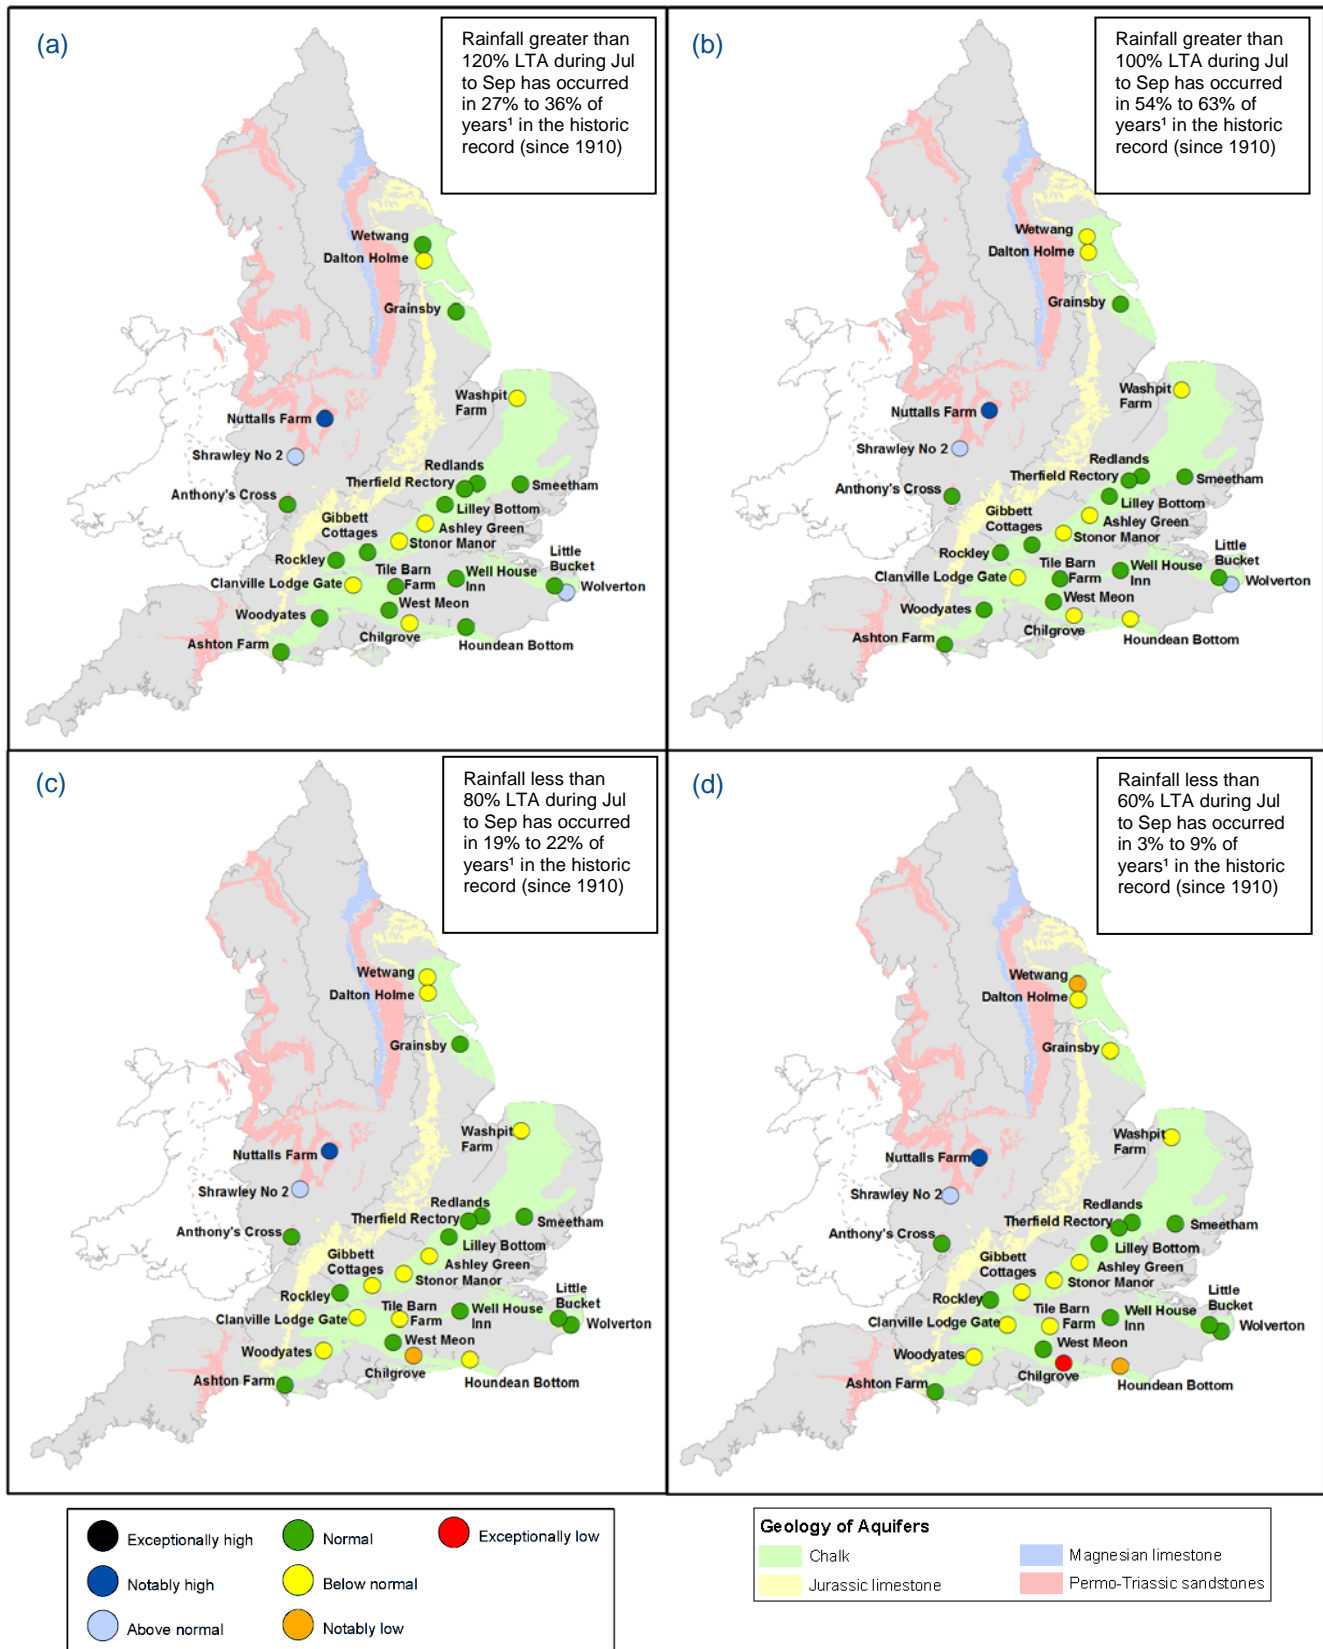 (a)
Rainfall greater than
120% LTA during Jul
to Sep has occurred
in 27% to 36% of
years¹ in the historic
record (since 1910)
Wetwang
Dalton Holme
Grainsby
Washpit
Farm
Nuttalls Farm
Shrawley No 2
Redlands
Therfield Rectory
Smeetham
Anthony's Cross
Lilley Bottom
Gibbett
Cottages
Ashley Green
Stonor Manor
Rockley
Little
Bucket
Tile Barn
Farm
Well House
Inn
Clanville Lodge Gate
Wolverton
West Meon
Woodyates
Chilgrove
Houndean Bottom
Ashton Farm
(b)
Rainfall greater than
100% LTA during Jul
to Sep has occurred
in 54% to 63% of
years¹ in the historic
record (since 1910)
Wetwang
Dalton Holme
Grainsby
Washpit
Farm
Nuttalls Farm
Shrawley No 2
Redlands
Therfield Rectory
Smeetham
Anthony's Cross
Lilley Bottom
Gibbett
Cottages
Ashley Green
Stonor Manor
Rockley
Little
Bucket
Tile Barn
Farm
Well House
Inn
Clanville Lodge Gate
Wolverton
West Meon
Woodyates
Chilgrove
Houndean Bottom
Ashton Farm
(c)
Rainfall less than
80% LTA during Jul
to Sep has occurred
in 19% to 22% of
years¹ in the historic
record (since 1910)
Wetwang
Dalton Holme
Grainsby
Washpit
Farm
Nuttalls Farm
Shrawley No 2
Redlands
Therfield Rectory
Smeetham
Anthony's Cross
Lilley Bottom
Gibbett
Cottages
Ashley Green
Stonor Manor
Rockley
Little
Bucket
Tile Barn
Farm
Well House
Inn
Clanville Lodge Gate
Wolverton
West Meon
Woodyates
Chilgrove
Houndean Bottom
Ashton Farm
(d)
Rainfall less than
60% LTA during Jul
to Sep has occurred
in 3% to 9% of
years¹ in the historic
record (since 1910)
Wetwang
Dalton Holme
Grainsby
Washpit
Farm
Nuttalls Farm
Shrawley No 2
Redlands
Therfield Rectory
Smeetham
Anthony's Cross
Lilley Bottom
Gibbett
Cottages
Ashley Green
Stonor Manor
Rockley
Little
Bucket
Tile Barn
Farm
Well House
Inn
Clanville Lodge Gate
Wolverton
West Meon
Woodyates
Chilgrove
Houndean Bottom
Ashton Farm
Exceptionally high
Normal
Exceptionally low
Notably high
Below normal
Above normal
Notably low
Geology of Aquifers
Chalk
Magnesian limestone
Jurassic limestone
Permo-Triassic sandstones